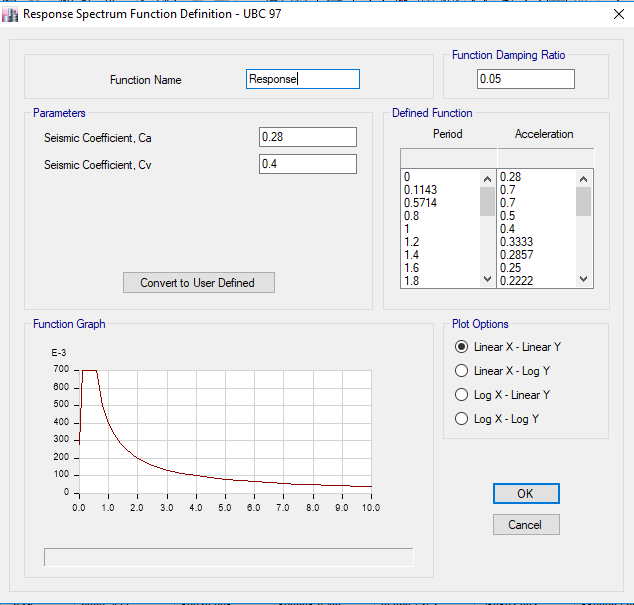 Response Spectrum Function Definition - UBC 97
Function Name
Response
Function Damping Ratio
0.05
Parameters
Seismic Coefficient, Ca
0.28
Seismic Coefficient, Cv
0.4
Convert to User Defined
Defined Function
Period Acceleration
0 0.28
0.1143 0.7
0.5714 0.7
0.8 0.5
1 0.4
1.2 0.3333
1.4 0.2857
1.6 0.25
1.8 0.2222
Function Graph
E-3
700
600
500
400
300
200
100
0
0.0 1.0 2.0 3.0 4.0 5.0 6.0 7.0 8.0 9.0 10.0
Plot Options
Linear X - Linear Y
Linear X - Log Y
Log X - Linear Y
Log X - Log Y
OK
Cancel